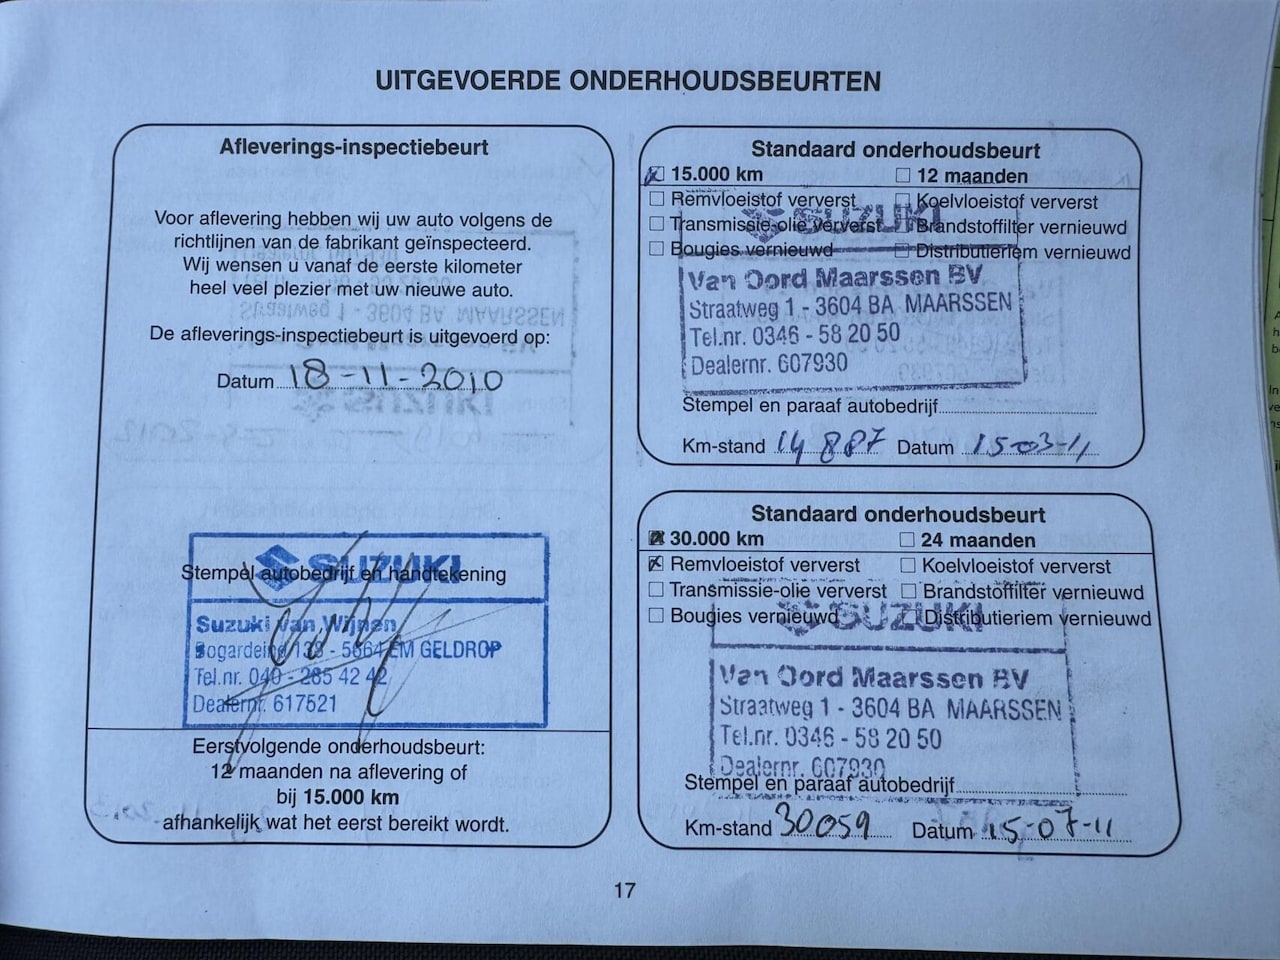 UITGEVOERDE ONDERHOUDSBEURTEN
Afleverings-inspectiebeurt
Voor aflevering hebben wij uw auto volgens de
richtlijnen van de fabrikant geïnspecteerd.
Wij wensen u vanaf de eerste kilometer
heel veel plezier met uw nieuwe auto.
De afleverings-inspectiebeurt is uitgevoerd op:
Datum 18-11-2010
SUZUKI
Stempel autobedrijf en handtekening
Suzuki Van Wijnen
Bogardeind 138 - 5664 EM GELDROP
Tel.nr. 040 - 285 42 42
Dealernr. 617521
Eerstvolgende onderhoudsbeurt:
12 maanden na aflevering of
bij 15.000 km
afhankelijk wat het eerst bereikt wordt.
Standaard onderhoudsbeurt
15.000 km 12 maanden
Remvloeistof ververst Koelvloeistof ververst
Transmissie-olie ververst Brandstoffilter vernieuwd
Bougies vernieuwd Distributieriem vernieuwd
SUZUKI
Van Oord Maarssen BV
Straatweg 1 - 3604 BA MAARSSEN
Tel.nr. 0346 - 58 20 50
Dealernr. 607930
Stempel en paraaf autobedrijf
Km-stand 14887 Datum 15-03-11
Standaard onderhoudsbeurt
30.000 km 24 maanden
Remvloeistof ververst Koelvloeistof ververst
Transmissie-olie ververst Brandstoffilter vernieuwd
Bougies vernieuwd Distributieriem vernieuwd
SUZUKI
Van Oord Maarssen BV
Straatweg 1 - 3604 BA MAARSSEN
Tel.nr. 0346 - 58 20 50
Dealernr. 607930
Stempel en paraaf autobedrijf
Km-stand 30059 Datum 15-07-11
17